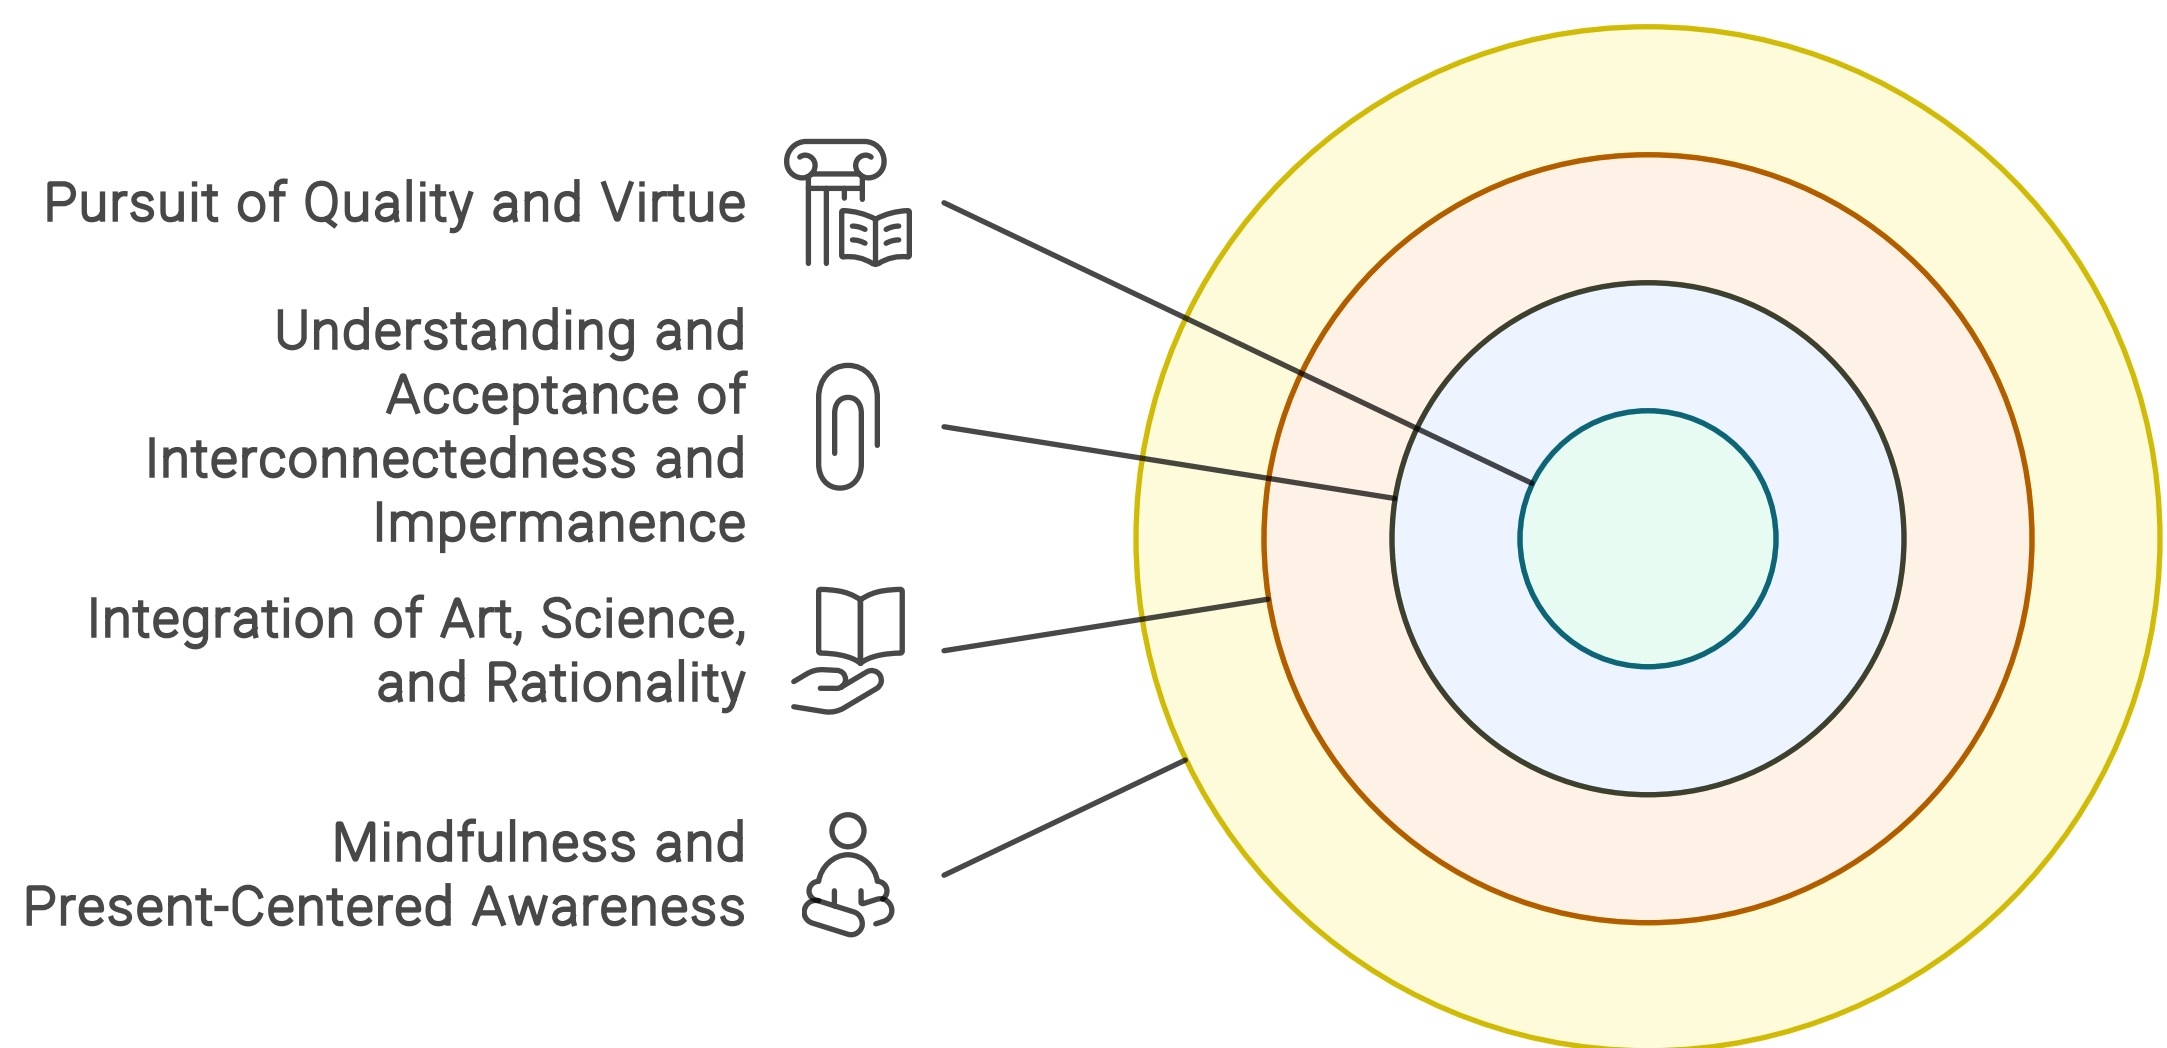 Pursuit of Quality and Virtue
Understanding and
Acceptance of
Interconnectedness and
Impermanence
Integration of Art, Science,
and Rationality
Mindfulness and
Present-Centered Awareness